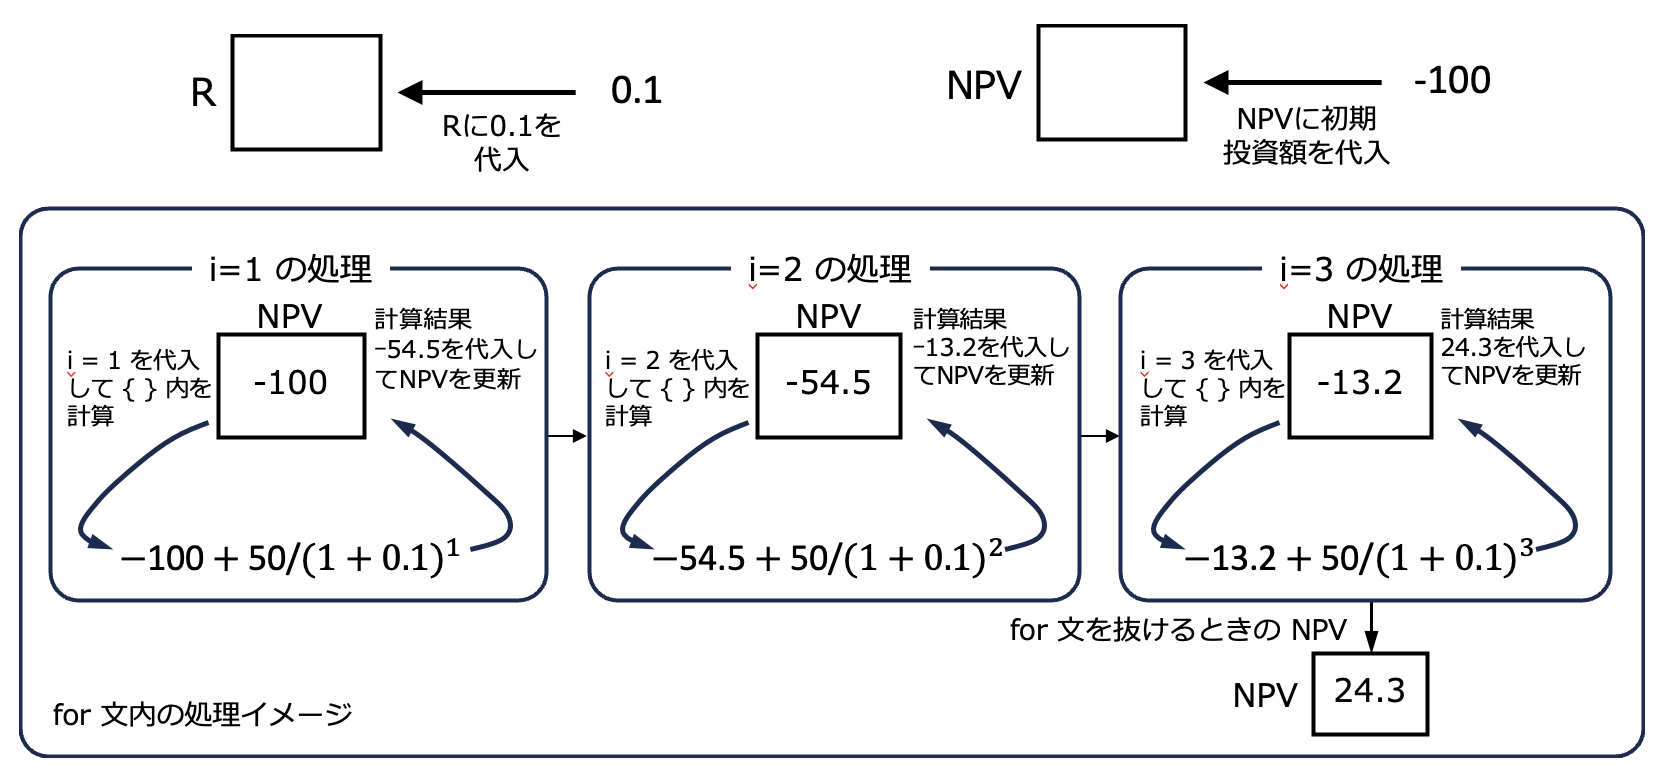 R
0.1
Rに0.1を
代入
NPV
-100
NPVに初期
投資額を代入
i=1 の処理
NPV
i = 1 を代入
して { } 内を
計算
-100
計算結果
-54.5を代入し
てNPVを更新
−100 + 50/(1 + 0.1)^1
i=2 の処理
NPV
i = 2 を代入
して { } 内を
計算
-54.5
計算結果
-13.2を代入し
てNPVを更新
−54.5 + 50/(1 + 0.1)^2
i=3 の処理
NPV
i = 3 を代入
して { } 内を
計算
-13.2
計算結果
24.3を代入し
てNPVを更新
−13.2 + 50/(1 + 0.1)^3
for 文を抜けるときの NPV
NPV
24.3
for 文内の処理イメージ